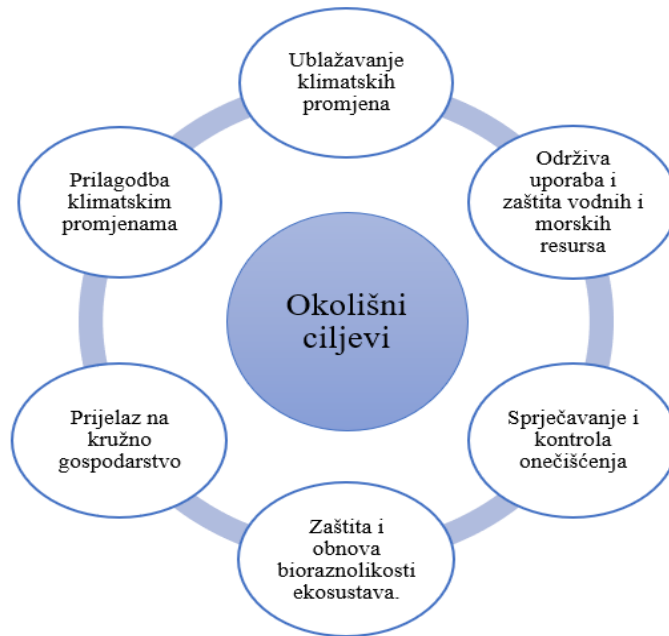 Ublažavanje
klimatskih
promjena
Održiva
uporaba i
zaštita vodnih i
morskih
resursa
Sprječavanje i
kontrola
onečišćenja
Zaštita i
obnova
bioraznolikosti
ekosustava.
Prijelaz na
kružno
gospodarstvo
Prilagodba
klimatskim
promjenama
Okolišni
ciljevi